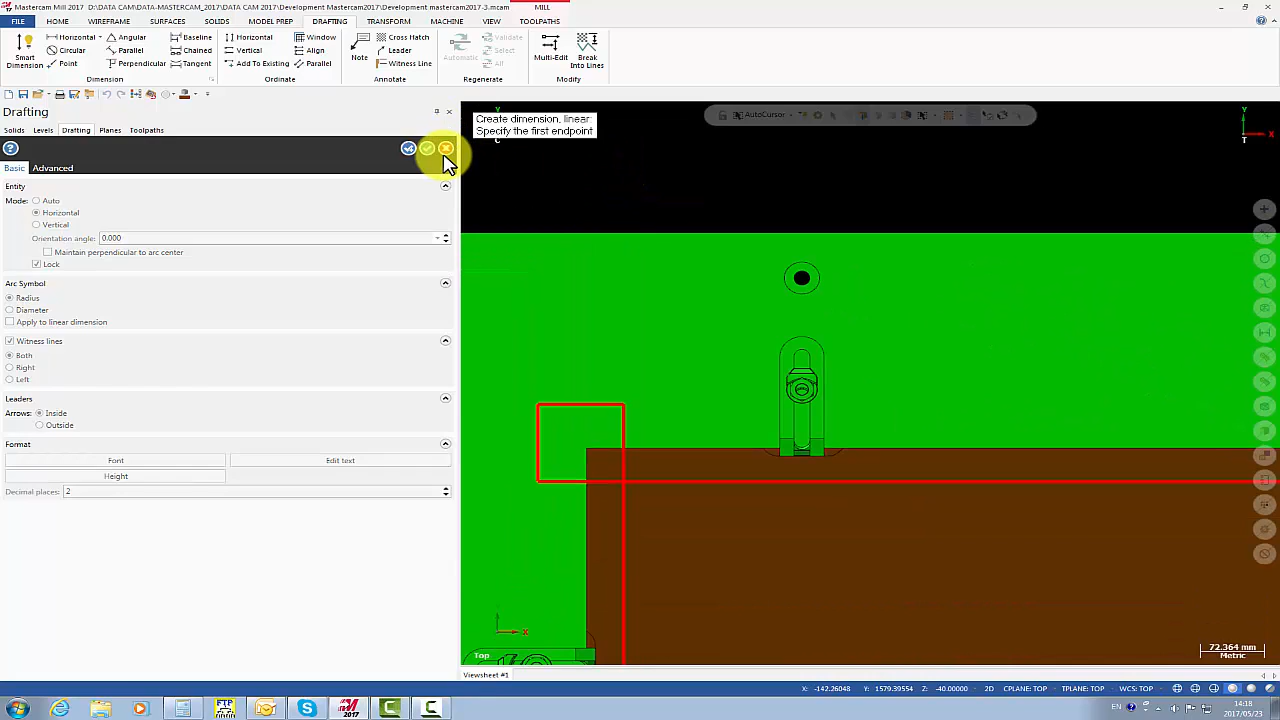 Mastercam Mill 2017  D:\DATA CAM\DATA-MASTERCAM_2017\DATA CAM 2017\Development Mastercam2017\Development mastercam2017-3.mcam
MILL
FILE HOME WIREFRAME SURFACES SOLIDS MODEL PREP DRAFTING TRANSFORM MACHINE VIEW TOOLPATHS
Smart Dimension
Horizontal Angular Baseline
Circular Parallel Chained
Point Perpendicular Tangent
Dimension
Horizontal Window
Vertical Align
Add To Existing Parallel
Ordinate
Note
Cross Hatch
Leader
Witness Line
Annotate
Automatic
Validate
Select
All
Regenerate
Multi-Edit
Break Into Lines
Modify
Drafting
Solids Levels Drafting Planes Toolpaths
Basic Advanced
Entity
Mode: Auto
Horizontal
Vertical
Orientation angle: 0.000
Maintain perpendicular to arc center
Lock
Arc Symbol
Radius
Diameter
Apply to linear dimension
Witness lines
Both
Right
Left
Leaders
Arrows: Inside
Outside
Format
Font Edit text
Height
Decimal places: 2
Y
C
Create dimension, linear:
Specify the first endpoint
AutoCursor
Y
X
T
X
Top
72.364 mm
Metric
Viewsheet #1
X: -142.26048 Y: 1579.39554 Z: -40.00000 2D CPLANE: TOP TPLANE: TOP WCS: TOP
FTP
2017
EN
14:18
2017/05/23